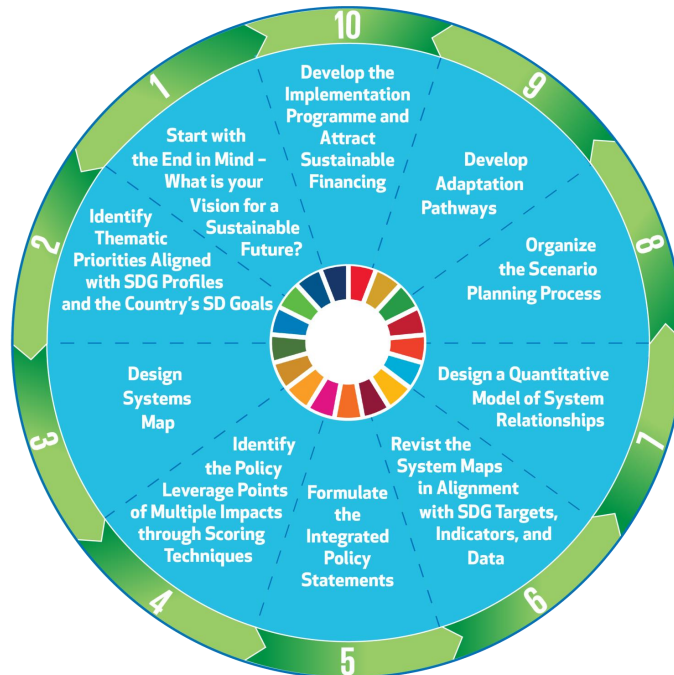 1
Start with
the End in Mind –
What is your
Vision for a
Sustainable
Future?
2
Identify
Thematic
Priorities Aligned
with SDG Profiles
and the Country's SD Goals
3
Design
Systems
Map
4
Identify
the Policy
Leverage Points
of Multiple Impacts
through Scoring
Techniques
5
Formulate
the
Integrated
Policy
Statements
6
Revist the
System Maps
in Alignment
with SDG Targets,
Indicators, and
Data
7
Design a Quantitative
Model of System
Relationships
8
Organize
the Scenario
Planning Process
9
Develop
Adaptation
Pathways
10
Develop the
Implementation
Programme and
Attract
Sustainable
Financing